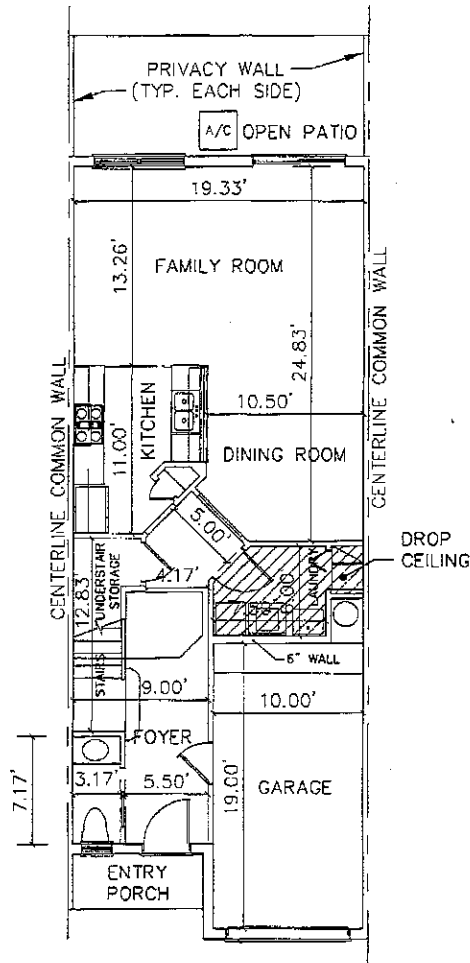 PRIVACY WALL
(TYP. EACH SIDE)
A/C
OPEN PATIO
19.33'
13.26'
FAMILY ROOM
24.83'
CENTERLINE COMMON WALL
CENTERLINE COMMON WALL
KITCHEN
11.00'
10.50'
DINING ROOM
5.00'
DROP
CEILING
4.17'
UNDERSTAIR
STORAGE
12.83
LAUNDRY
6" WALL
STAIRS
9.00'
10.00'
FOYER
7.17'
3.17'
5.50'
19.00'
GARAGE
ENTRY
PORCH